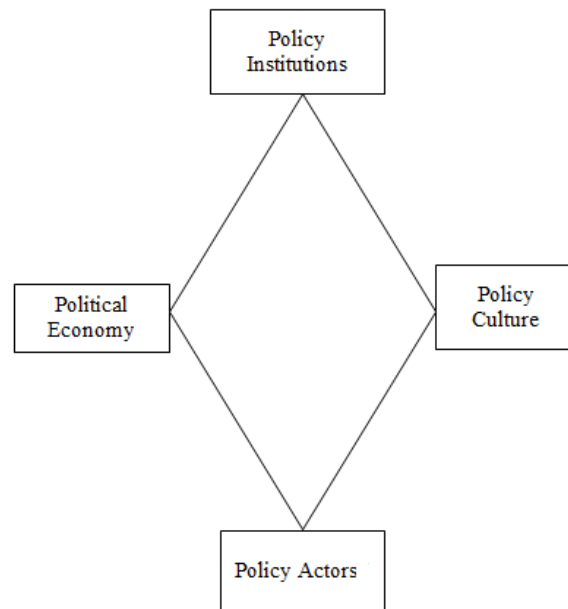 Policy
Institutions
Political
Economy
Policy
Culture
Policy Actors